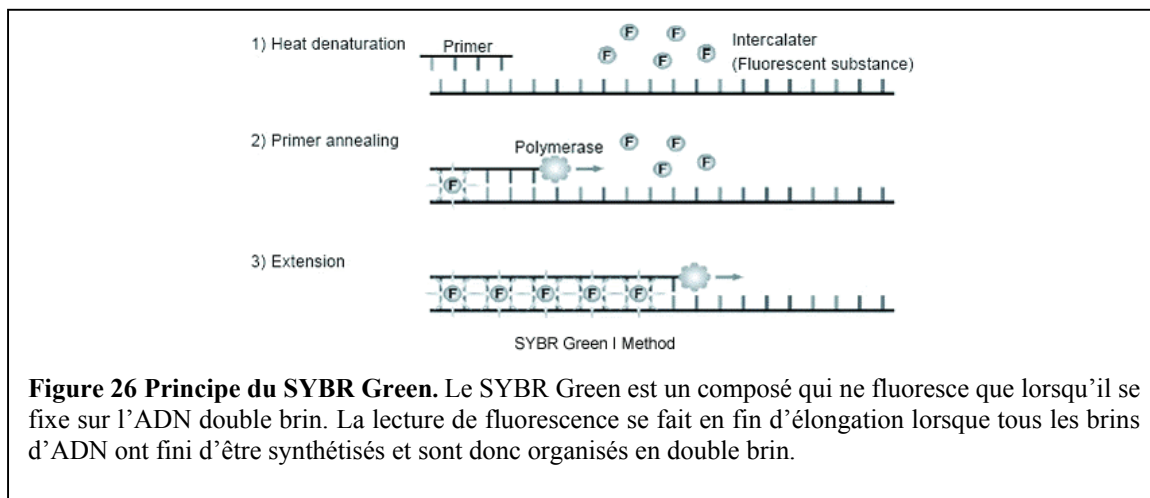 1) Heat denaturation
Primer
F F F F F F
Intercalater
(Fluorescent substance)
2) Primer annealing
Polymerase
F F F F
F
3) Extension
F F F F F
SYBR Green I Method
Figure 26 Principe du SYBR Green. Le SYBR Green est un composé qui ne fluoresce que lorsqu'il se
fixe sur l'ADN double brin. La lecture de fluorescence se fait en fin d'élongation lorsque tous les brins
d'ADN ont fini d'être synthétisés et sont donc organisés en double brin.